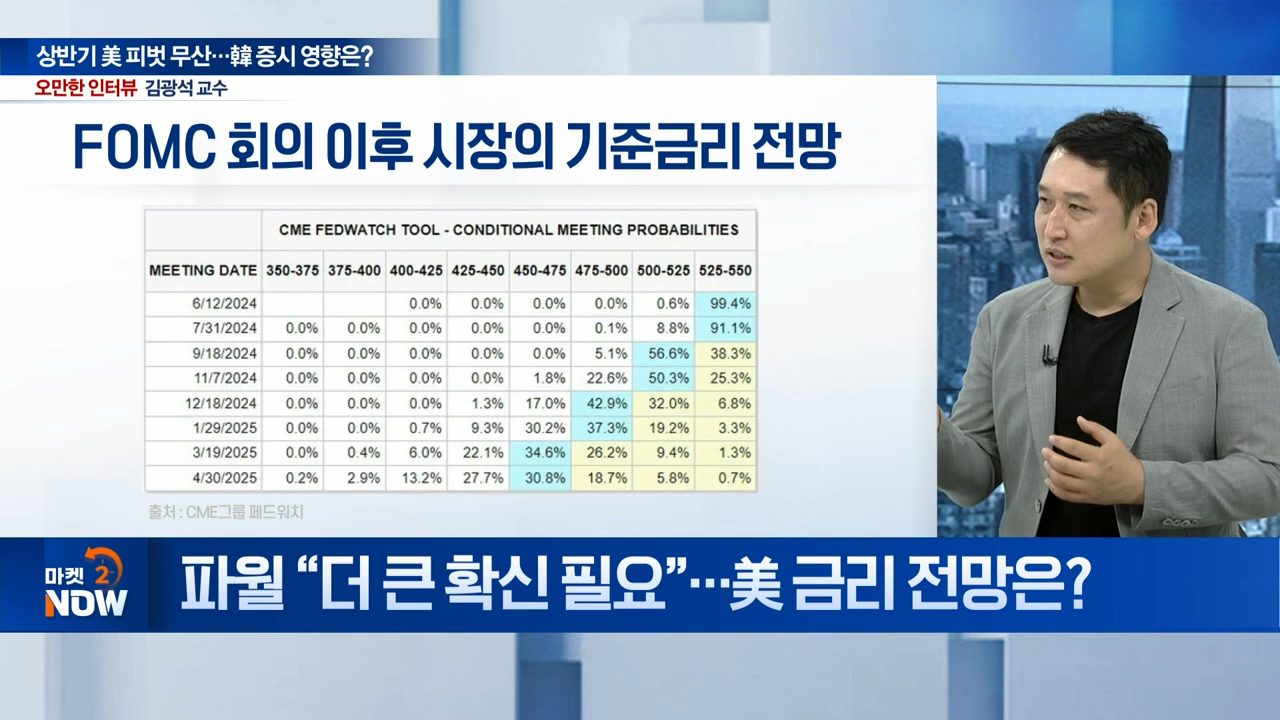 상반기 美 피벗 무산…韓 증시 영향은?
오만한 인터뷰 김광석 교수
FOMC 회의 이후 시장의 기준금리 전망
CME FEDWATCH TOOL - CONDITIONAL MEETING PROBABILITIES
MEETING DATE 350-375 375-400 400-425 425-450 450-475 475-500 500-525 525-550
6/12/2024 0.0% 0.0% 0.0% 0.0% 0.6% 99.4%
7/31/2024 0.0% 0.0% 0.0% 0.0% 0.0% 0.1% 8.8% 91.1%
9/18/2024 0.0% 0.0% 0.0% 0.0% 0.0% 5.1% 56.6% 38.3%
11/7/2024 0.0% 0.0% 0.0% 0.0% 1.8% 22.6% 50.3% 25.3%
12/18/2024 0.0% 0.0% 0.0% 1.3% 17.0% 42.9% 32.0% 6.8%
1/29/2025 0.0% 0.0% 0.7% 9.3% 30.2% 37.3% 19.2% 3.3%
3/19/2025 0.0% 0.4% 6.0% 22.1% 34.6% 26.2% 9.4% 1.3%
4/30/2025 0.2% 2.9% 13.2% 27.7% 30.8% 18.7% 5.8% 0.7%
출처 : CME그룹 페드워치
마켓 2
NOW
파월 “더 큰 확신 필요”…美 금리 전망은?